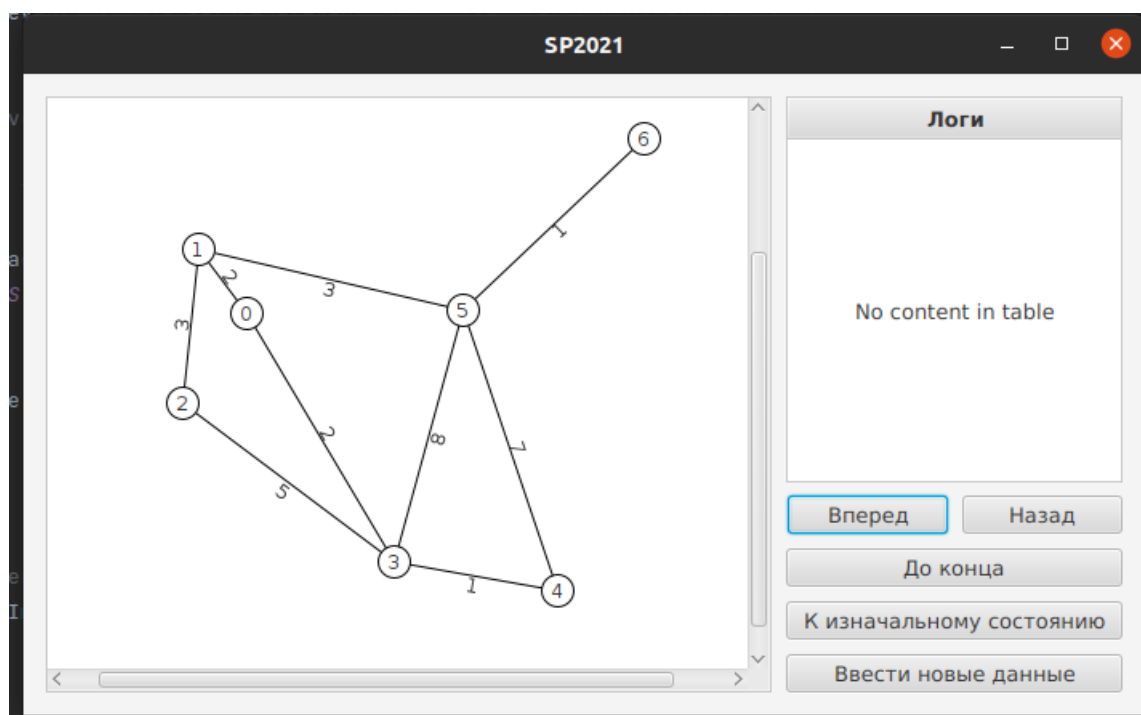 SP2021
6
1
1
2
3
0
5
3
2
2
8
7
5
3
1
4
Логи
No content in table
Вперед
Назад
До конца
К изначальному состоянию
Ввести новые данные